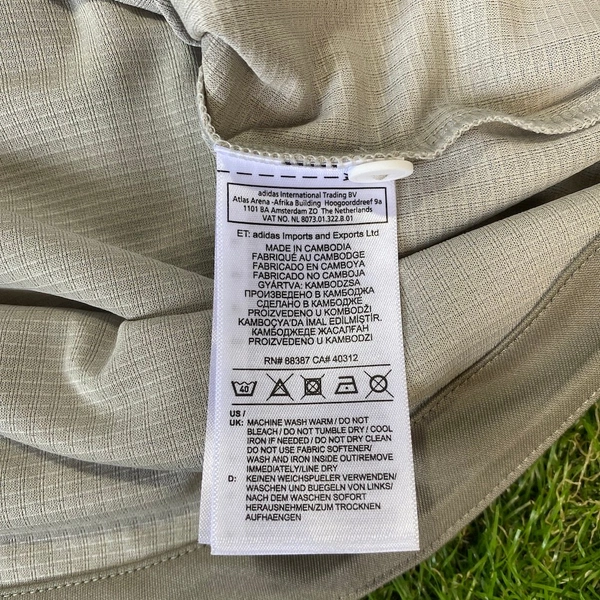 adidas International Trading BV
Atlas Arena -Afrika Building Hoogoorddreef 9a
1101 BA Amsterdam ZO The Netherlands
VAT NO. NL 8073.01.322.8.01
ET: adidas Imports and Exports Ltd
MADE IN CAMBODIA
FABRIQUÉ AU CAMBODGE
FABRICADO EN CAMBOYA
FABRICADO NO CAMBOJA
GYÁRTVA: KAMBODZSA
ПРОИЗВЕДЕНО В КАМБОДЖА
СДЕЛАНО В КАМБОДЖЕ
PROIZVEDENO U KOMBODŽI
KAMBOÇYA'DA İMAL EDİLMİŞTİR.
КАМБОДЖЕДЕ ЖАСАЛҒАН
PROIZVEDENO U KAMBODŽI
RN# 88387 CA# 40312
40
US /
UK: MACHINE WASH WARM / DO NOT
BLEACH / DO NOT TUMBLE DRY / COOL
IRON IF NEEDED / DO NOT DRY CLEAN
DO NOT USE FABRIC SOFTENER/
WASH AND IRON INSIDE OUT/REMOVE
IMMEDIATELY/LINE DRY
D: KEINEN WEICHSPUELER VERWENDEN/
WASCHEN UND BUEGELN VON LINKS/
NACH DEM WASCHEN SOFORT
HERAUSNEHMEN/ZUM TROCKNEN
AUFHAENGEN